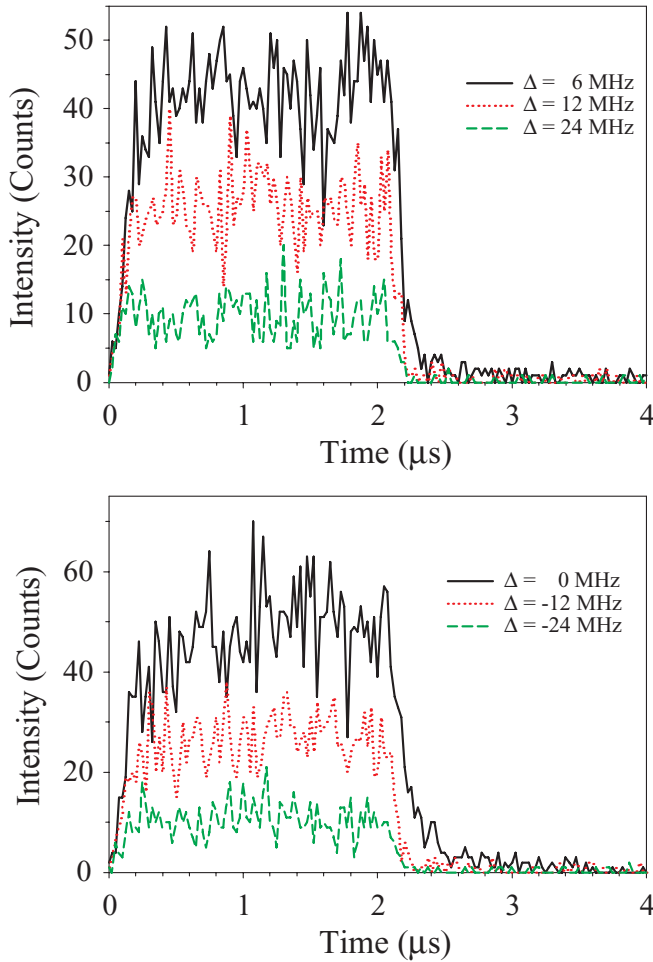 50
40
30
20
10
0
Intensity (Counts)
Δ = 6 MHz
Δ = 12 MHz
Δ = 24 MHz
0 1 2 3 4
Time (μs)
60
40
20
0
Intensity (Counts)
Δ = 0 MHz
Δ = -12 MHz
Δ = -24 MHz
0 1 2 3 4
Time (μs)